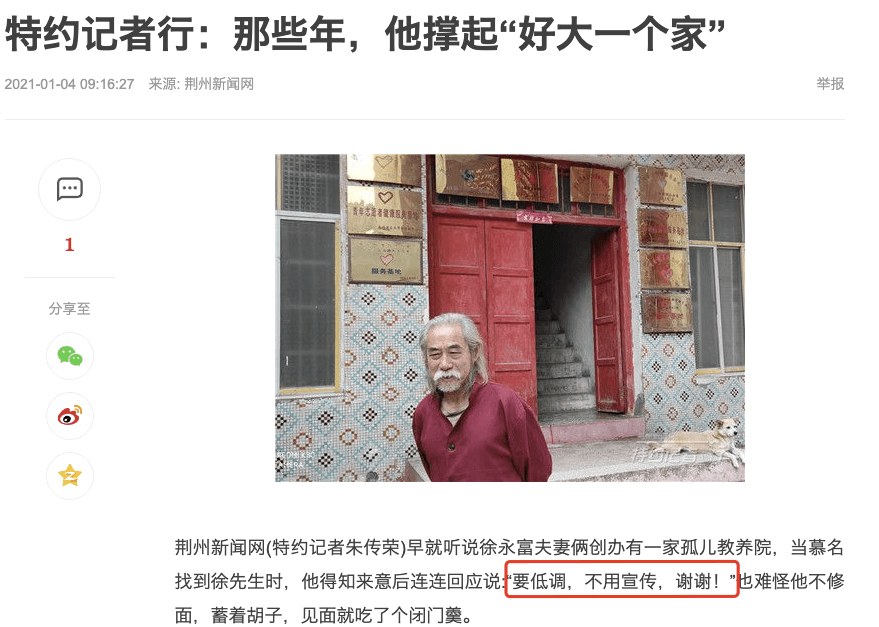 特约记者行：那些年，他撑起“好大一个家”
2021-01-04 09:16:27 来源: 荆州新闻网 举报
1
分享至
服务基地
荆州新闻网(特约记者朱传荣)早就听说徐永富夫妻俩创办有一家孤儿教养院，当慕名
找到徐先生时，他得知来意后连连回应说:“要低调，不用宣传，谢谢！”也难怪他不修
面，蓄着胡子，见面就吃了个闭门羹。